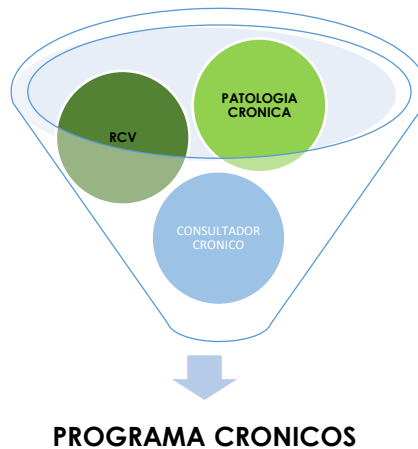 PATOLOGIA
CRONICA
RCV
CONSULTADOR
CRONICO
PROGRAMA CRONICOS